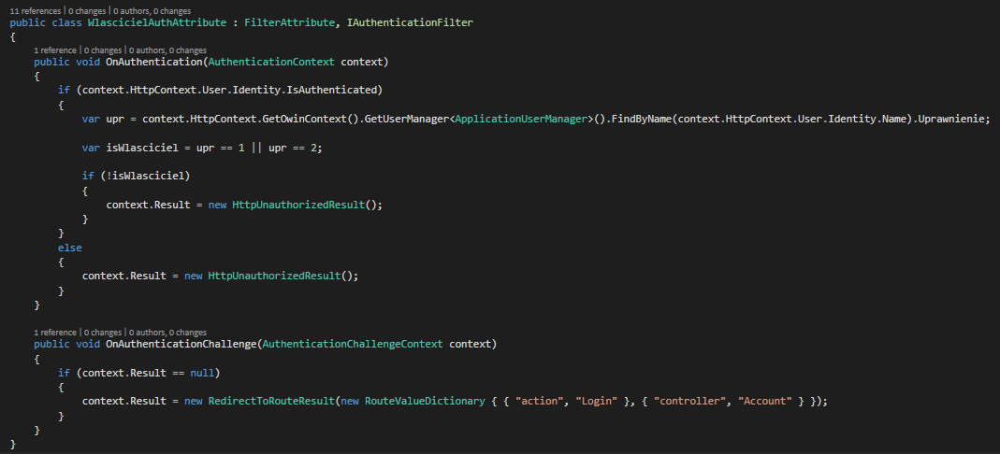 11 references | 0 changes | 0 authors, 0 changes
public class WlascicielAuthAttribute : FilterAttribute, IAuthenticationFilter
{
1 reference | 0 changes | 0 authors, 0 changes
public void OnAuthentication(AuthenticationContext context)
{
if (context.HttpContext.User.Identity.IsAuthenticated)
{
var upr = context.HttpContext.GetOwinContext().GetUserManager<ApplicationUserManager>().FindByName(context.HttpContext.User.Identity.Name).Uprawnienie;
var isWlasciciel = upr == 1 || upr == 2;
if (!isWlasciciel)
{
context.Result = new HttpUnauthorizedResult();
}
}
else
{
context.Result = new HttpUnauthorizedResult();
}
}
1 reference | 0 changes | 0 authors, 0 changes
public void OnAuthenticationChallenge(AuthenticationChallengeContext context)
{
if (context.Result == null)
{
context.Result = new RedirectToRouteResult(new RouteValueDictionary { { "action", "Login" }, { "controller", "Account" } });
}
}
}